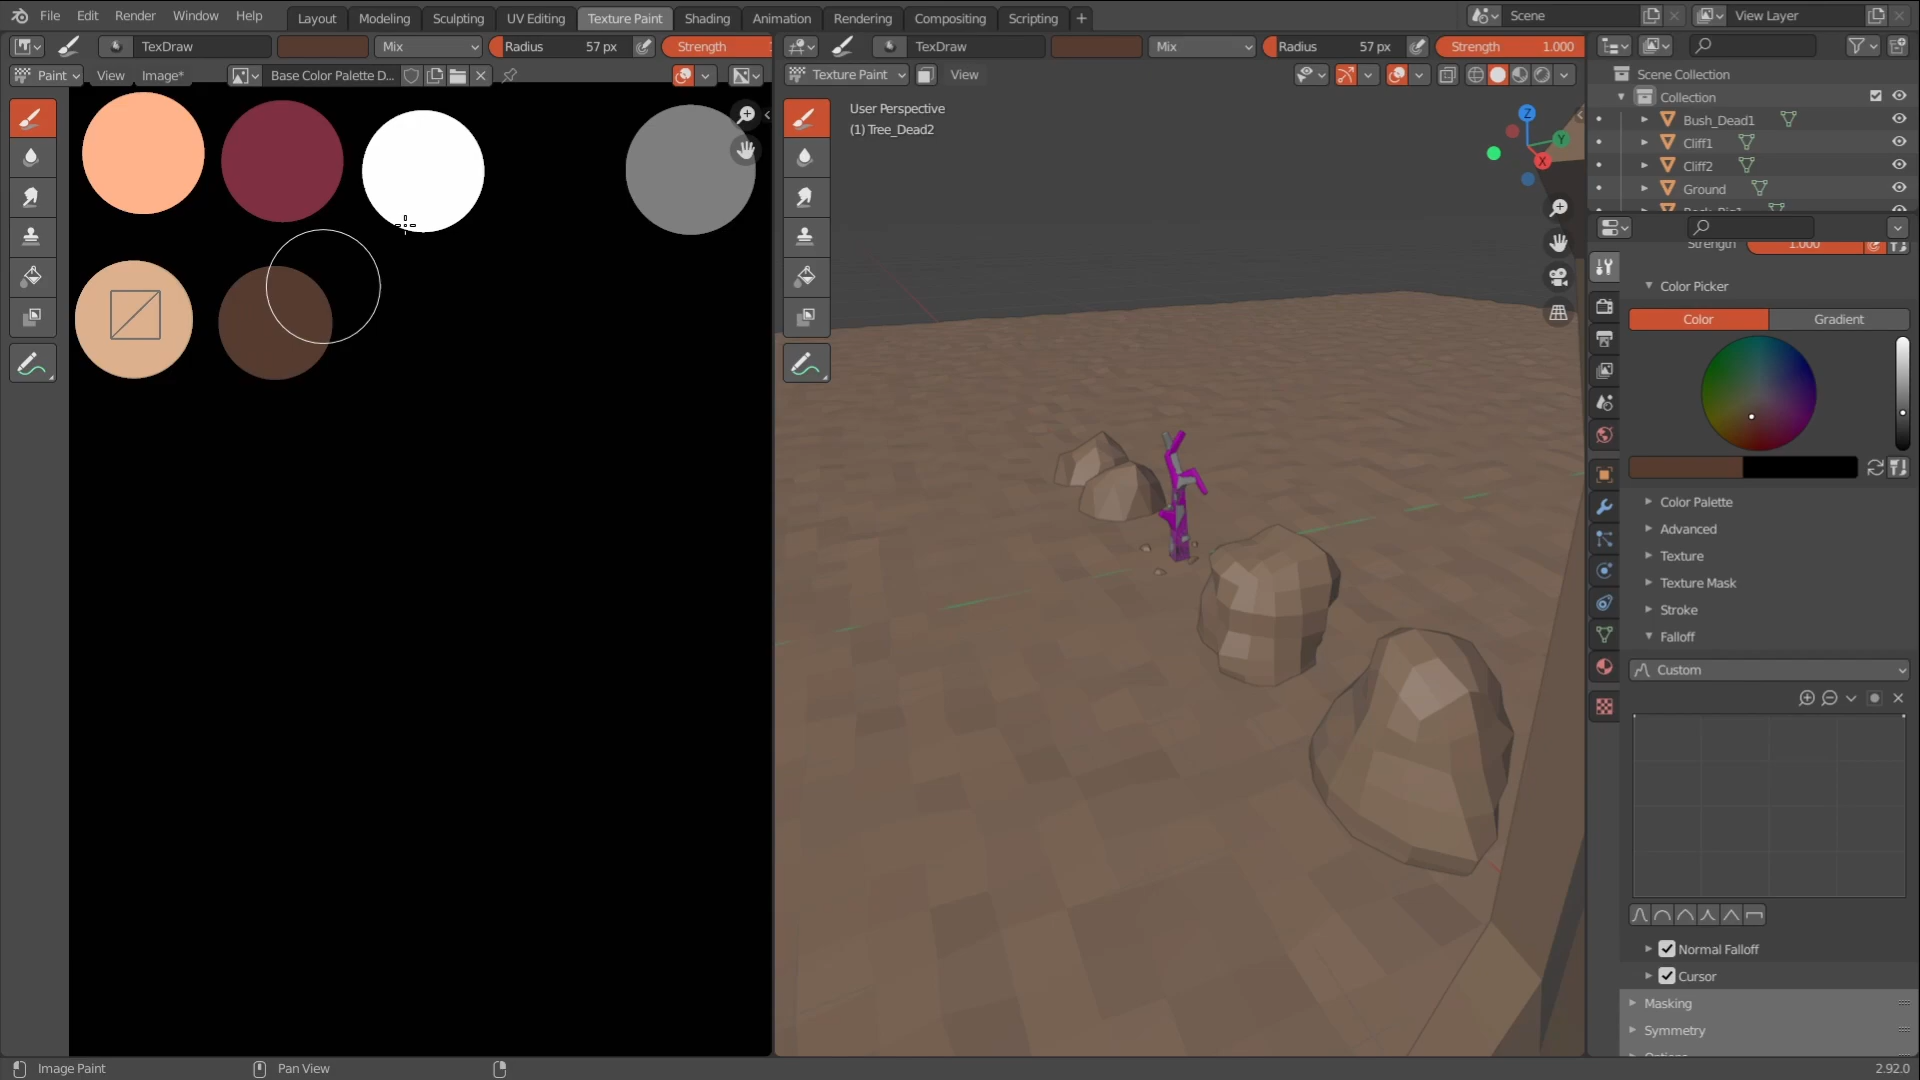 File Edit Render Window Help Layout Modeling Sculpting UV Editing Texture Paint Shading Animation Rendering Compositing Scripting + Scene View Layer
TexDraw Mix Radius 57 px Strength TexDraw Mix Radius 57 px Strength 1.000
Paint View Image* Base Color Palette D... Texture Paint View Scene Collection
Collection
User Perspective
(1) Tree_Dead2
Bush_Dead1
Cliff1
Cliff2
Ground
Z
Y
X
Strength 1.000
Color Picker
Color Gradient
Color Palette
Advanced
Texture
Texture Mask
Stroke
Falloff
Custom
Normal Falloff
Cursor
Masking
Symmetry
Image Paint Pan View 2.92.0